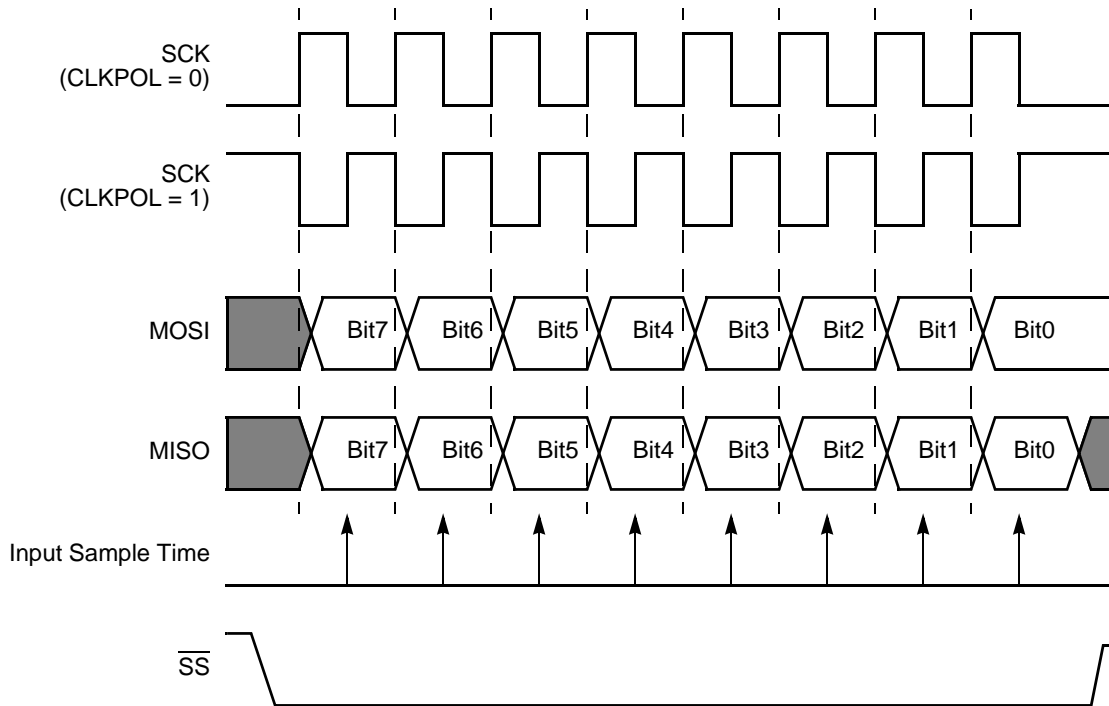 SCK
(CLKPOL = 0)
SCK
(CLKPOL = 1)
MOSI
Bit7 Bit6 Bit5 Bit4 Bit3 Bit2 Bit1 Bit0
MISO
Bit7 Bit6 Bit5 Bit4 Bit3 Bit2 Bit1 Bit0
Input Sample Time
SS